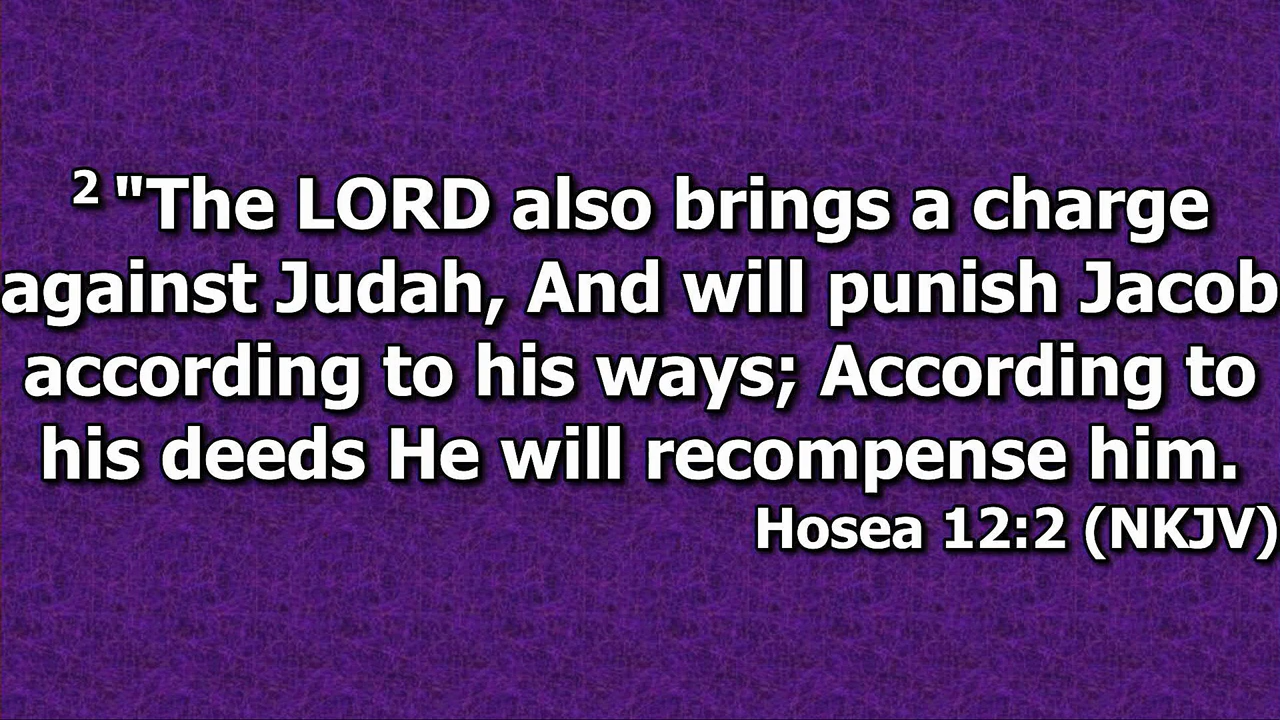 2 "The LORD also brings a charge
against Judah, And will punish Jacob
according to his ways; According to
his deeds He will recompense him.
Hosea 12:2 (NKJV)